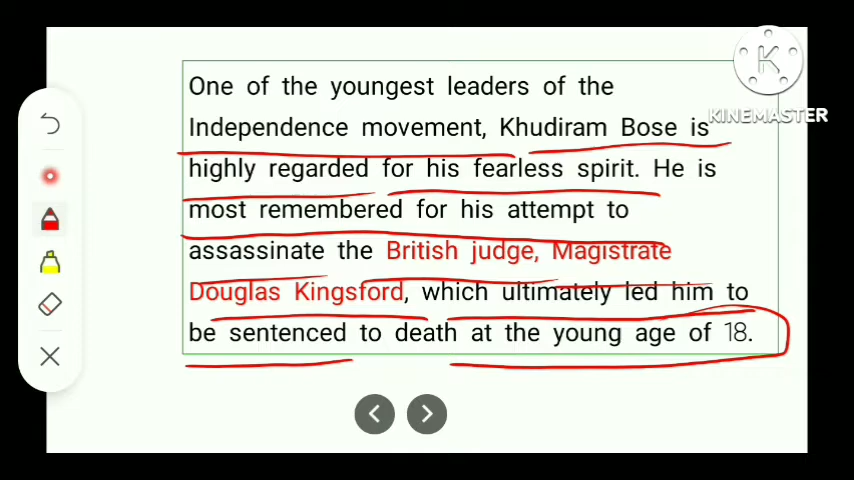 One of the youngest leaders of the
Independence movement, Khudiram Bose is
highly regarded for his fearless spirit. He is
most remembered for his attempt to
assassinate the British judge, Magistrate
Douglas Kingsford, which ultimately led him to
be sentenced to death at the young age of 18.
KINEMASTER